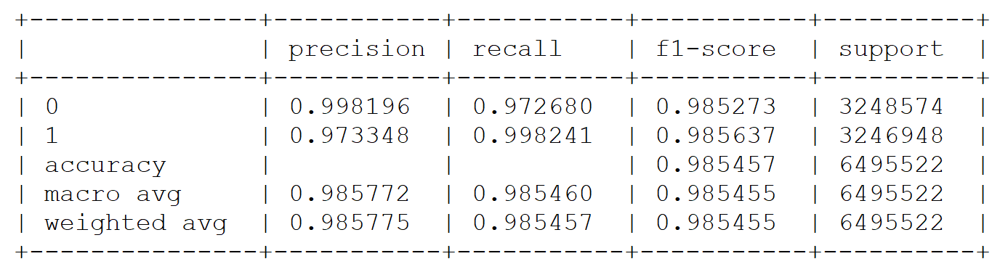 +---------------+-----------+-----------+-----------+----------+
|               | precision | recall    | f1-score  | support  |
+---------------+-----------+-----------+-----------+----------+
| 0             | 0.998196  | 0.972680  | 0.985273  | 3248574  |
| 1             | 0.973348  | 0.998241  | 0.985637  | 3246948  |
| accuracy      |           |           | 0.985457  | 6495522  |
| macro avg     | 0.985772  | 0.985460  | 0.985455  | 6495522  |
| weighted avg  | 0.985775  | 0.985457  | 0.985455  | 6495522  |
+---------------+-----------+-----------+-----------+----------+